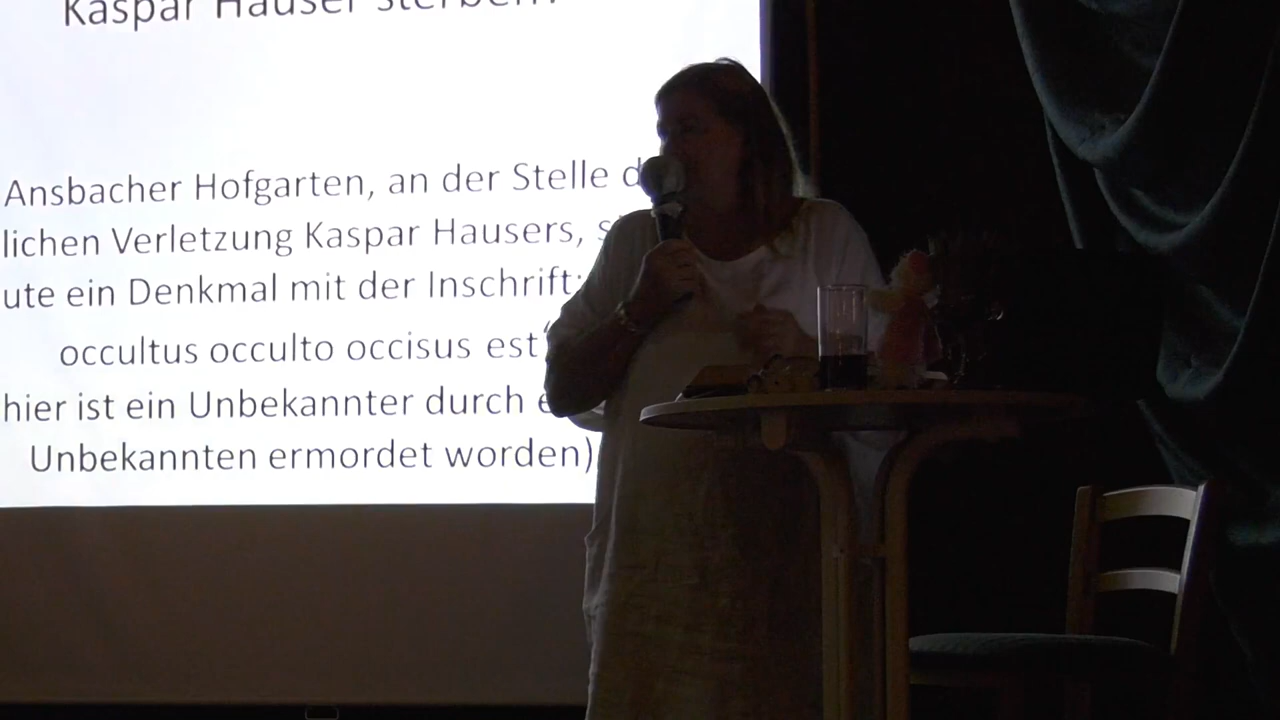 Kaspar Hauser sterben?
Ansbacher Hofgarten, an der Stelle d
lichen Verletzung Kaspar Hausers, s
ute ein Denkmal mit der Inschrift:
occultus occulto occisus est“
hier ist ein Unbekannter durch e
Unbekannten ermordet worden)